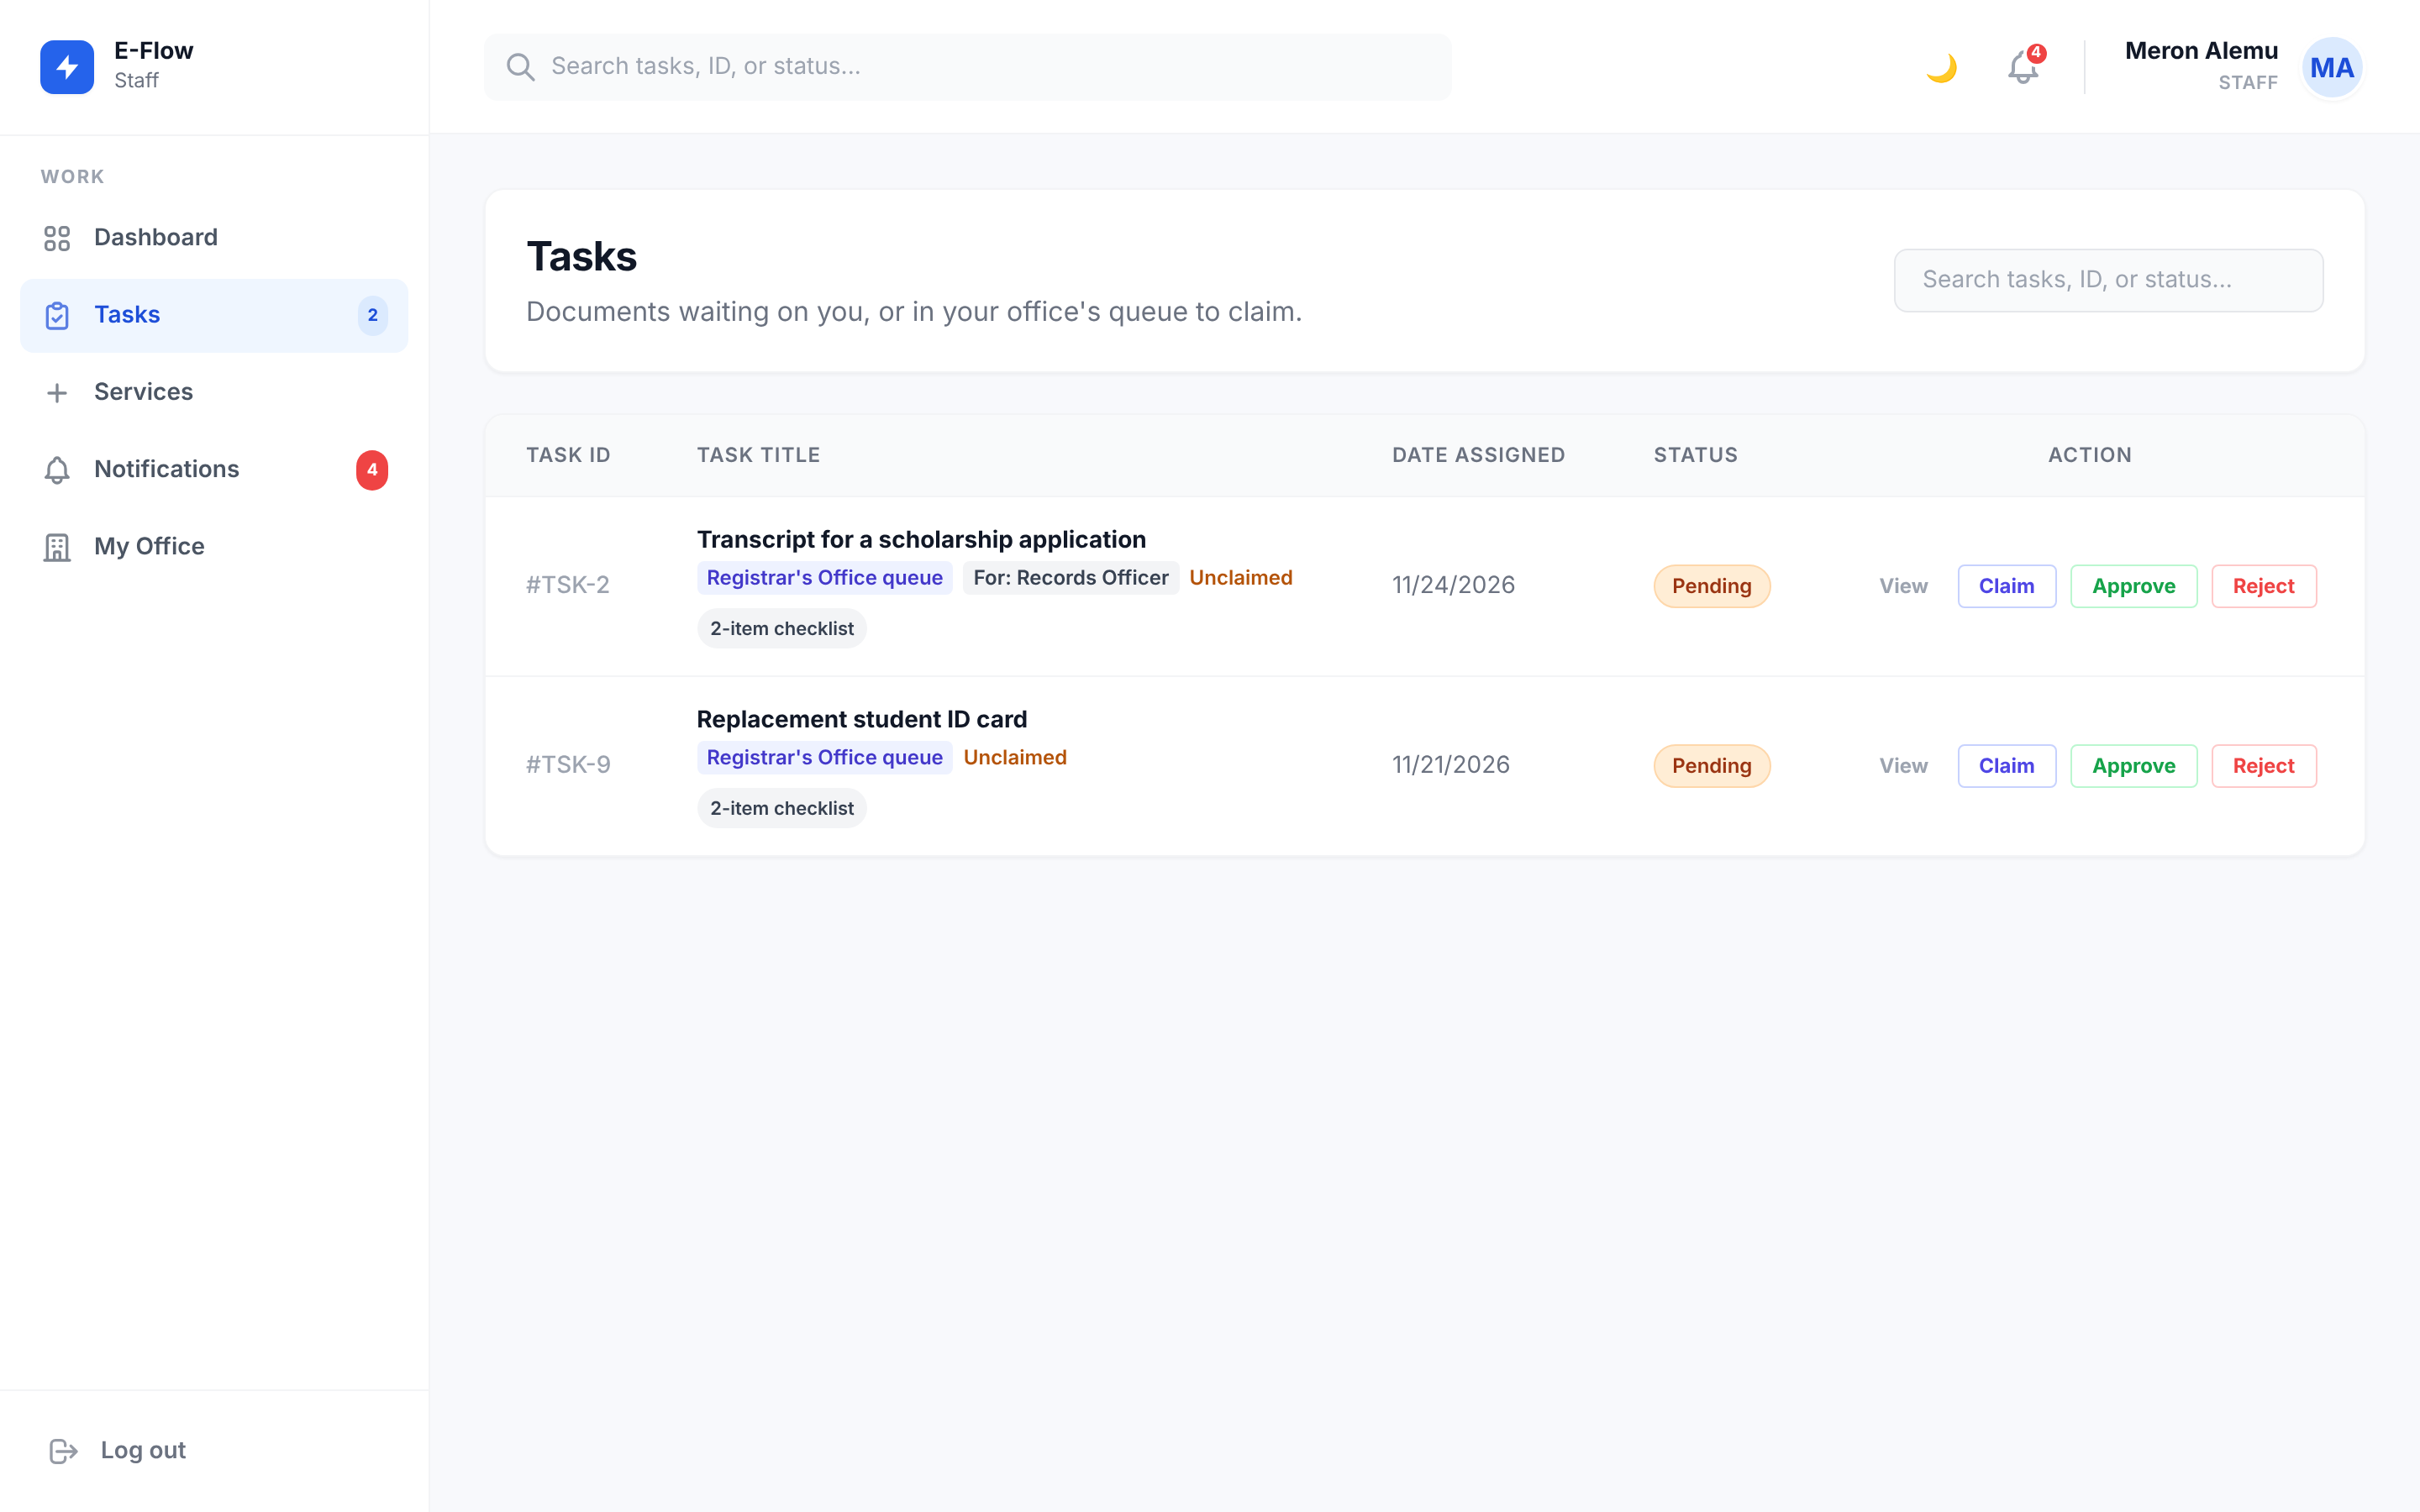 E-Flow
Staff
WORK
Dashboard
Tasks 2
Services
Notifications 4
My Office
Log out
Search tasks, ID, or status...
4
Meron Alemu
STAFF
MA
Tasks
Documents waiting on you, or in your office's queue to claim.
Search tasks, ID, or status...
TASK ID TASK TITLE DATE ASSIGNED STATUS ACTION
Transcript for a scholarship application
#TSK-2 Registrar's Office queue For: Records Officer Unclaimed 11/24/2026 Pending View Claim Approve Reject
2-item checklist
Replacement student ID card
#TSK-9 Registrar's Office queue Unclaimed 11/21/2026 Pending View Claim Approve Reject
2-item checklist